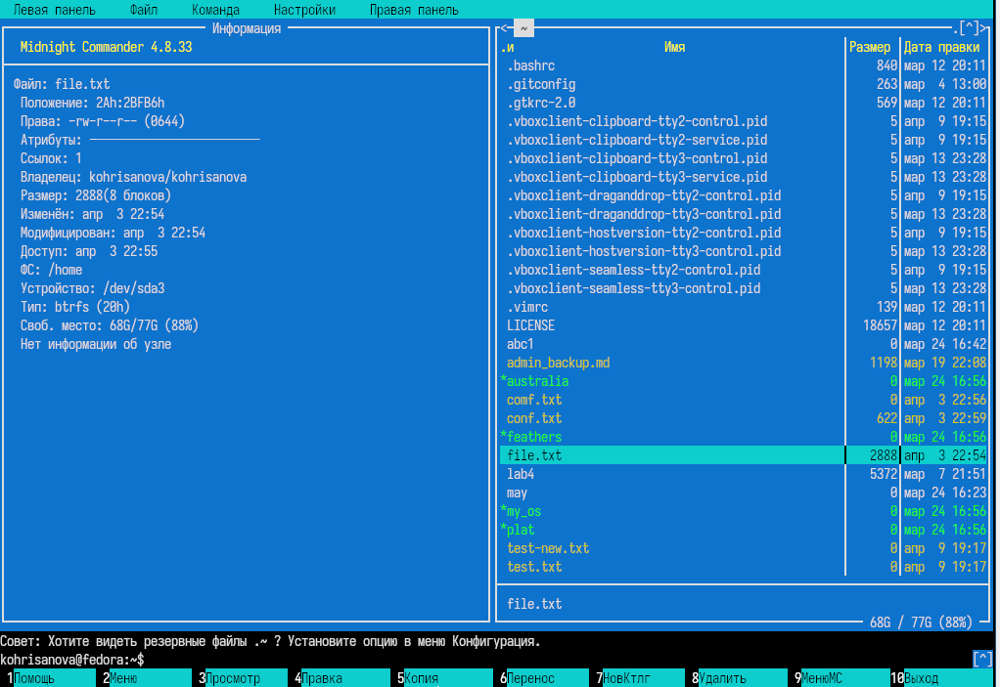 Левая панель Файл Команда Настройки Правая панель
Информация
Midnight Commander 4.8.33
Файл: file.txt
Положение: 2Ah:2BFB6h
Права: -rw-r--r-- (0644)
Атрибуты: ─────────────────────────
Ссылок: 1
Владелец: kohrisanova/kohrisanova
Размер: 2888(8 блоков)
Изменён: апр  3 22:54
Модифицирован: апр  3 22:54
Доступ: апр  3 22:55
ФС: /home
Устройство: /dev/sda3
Тип: btrfs (20h)
Своб. место: 68G/77G (88%)
Нет информации об узле
<─ ~ .[^]>
.и Имя Размер Дата правки
.bashrc 840 мар 12 20:11
.gitconfig 263 мар  4 13:00
.gtkrc-2.0 569 мар 12 20:11
.vboxclient-clipboard-tty2-control.pid 5 апр  9 19:15
.vboxclient-clipboard-tty2-service.pid 5 апр  9 19:15
.vboxclient-clipboard-tty3-control.pid 5 мар 13 23:28
.vboxclient-clipboard-tty3-service.pid 5 мар 13 23:28
.vboxclient-draganddrop-tty2-control.pid 5 апр  9 19:15
.vboxclient-draganddrop-tty3-control.pid 5 мар 13 23:28
.vboxclient-hostversion-tty2-control.pid 5 апр  9 19:15
.vboxclient-hostversion-tty3-control.pid 5 мар 13 23:28
.vboxclient-seamless-tty2-control.pid 5 апр  9 19:15
.vboxclient-seamless-tty3-control.pid 5 мар 13 23:28
.vimrc 139 мар 12 20:11
LICENSE 18657 мар 12 20:11
abc1 0 мар 24 16:42
admin_backup.md 1198 мар 19 22:08
*australia 0 мар 24 16:56
comf.txt 0 апр  3 22:56
conf.txt 622 апр  3 22:59
*feathers 0 мар 24 16:56
file.txt 2888 апр  3 22:54
lab4 5372 мар  7 21:51
may 0 мар 24 16:23
*my_os 0 мар 24 16:56
*plat 0 мар 24 16:56
test-new.txt 0 апр  9 19:17
test.txt 0 апр  9 19:17
file.txt
68G / 77G (88%)
Совет: Хотите видеть резервные файлы .~ ? Установите опцию в меню Конфигурация.
kohrisanova@fedora:~$ [^]
1Помощь 2Меню 3Просмотр 4Правка 5Копия 6Перенос 7НовКтлг 8Удалить 9МенюMC 10Выход